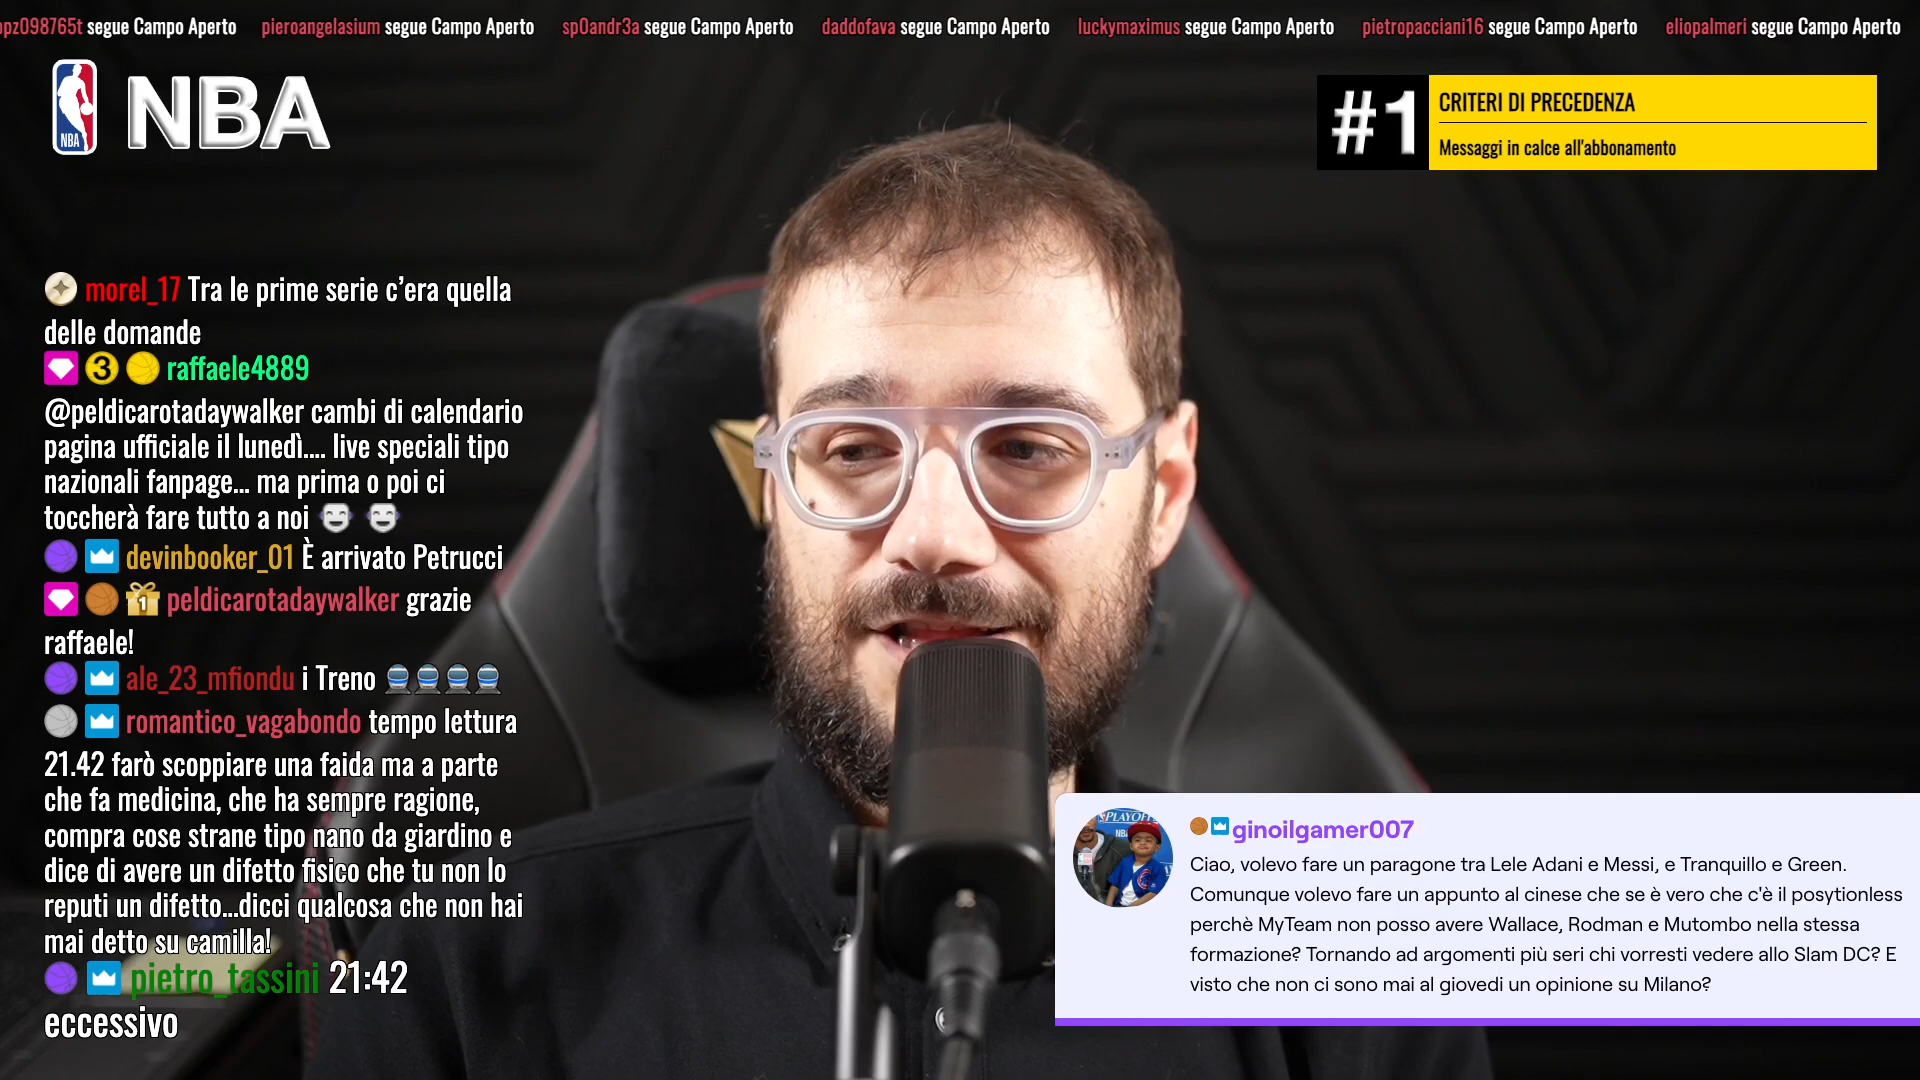 opz098765t segue Campo Aperto pieroangelasium segue Campo Aperto sp0andr3a segue Campo Aperto daddofava segue Campo Aperto luckymaximus segue Campo Aperto pietropacciani16 segue Campo Aperto eliopalmeri segue Campo Aperto
NBA NBA
#1 CRITERI DI PRECEDENZA
Messaggi in calce all'abbonamento
morel_17 Tra le prime serie c’era quella
delle domande
3 raffaele4889
@peldicarotadaywalker cambi di calendario
pagina ufficiale il lunedì.... live speciali tipo
nazionali fanpage... ma prima o poi ci
toccherà fare tutto a noi
devinbooker_01 È arrivato Petrucci
1 peldicarotadaywalker grazie
raffaele!
ale_23_mfiondu i Treno
romantico_vagabondo tempo lettura
21.42 farò scoppiare una faida ma a parte
che fa medicina, che ha sempre ragione,
compra cose strane tipo nano da giardino e
dice di avere un difetto fisico che tu non lo
reputi un difetto...dicci qualcosa che non hai
mai detto su camilla!
pietro_tassini 21:42
eccessivo
PLAYOFFS
ginoilgamer007
Ciao, volevo fare un paragone tra Lele Adani e Messi, e Tranquillo e Green.
Comunque volevo fare un appunto al cinese che se è vero che c'è il posytionless
perchè MyTeam non posso avere Wallace, Rodman e Mutombo nella stessa
formazione? Tornando ad argomenti più seri chi vorresti vedere allo Slam DC? E
visto che non ci sono mai al giovedi un opinione su Milano?